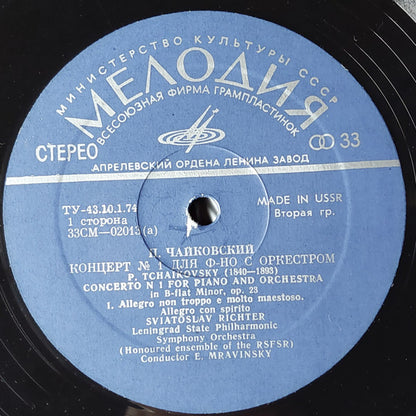 МИНИСТЕРСТВО КУЛЬТУРЫ СССР
МЕЛОДИЯ
ВСЕСОЮЗНАЯ ФИРМА ГРАМПЛАСТИНОК
СТЕРЕО
33
АПРЕЛЕВСКИЙ ОРДЕНА ЛЕНИНА ЗАВОД
ТУ-43.10.1.74
MADE IN USSR
1 сторона
Вторая гр.
33СМ—02013(а)
П. ЧАЙКОВСКИЙ
КОНЦЕРТ № 1 ДЛЯ Ф-НО С ОРКЕСТРОМ
P. TCHAIKOVSKY (1840—1893)
CONCERTO N 1 FOR PIANO AND ORCHESTRA
in B-flat Minor, op. 23
1. Allegro non troppo e molto maestoso.
Allegro con spirito
SVIATOSLAV RICHTER
Leningrad State Philharmonic
Symphony Orchestra
(Honoured ensemble of the RSFSR)
Conductor E. MRAVINSKY